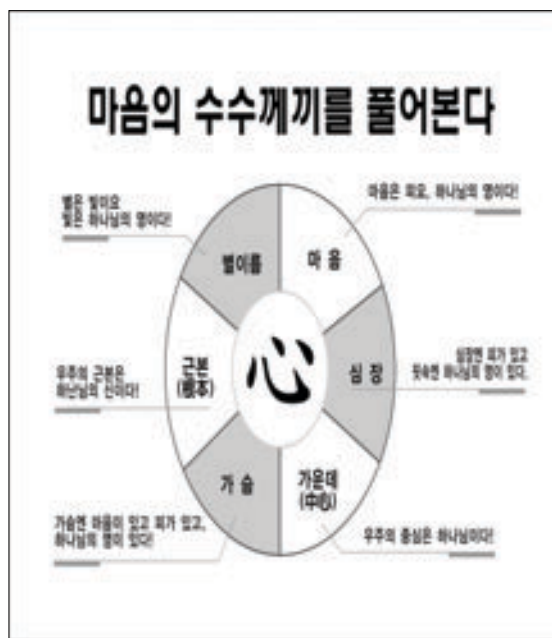 마음의 수수께끼를 풀어본다
별은 빛이요
빛은 하나님의 영이다!
마음은 피요, 하나님의 영이다!
별이름
마음
근본
(根本)
心
심장
우주의 근본은
하난님의 신이다!
심장엔 피가 있고
핏속엔 하나님의 영이 있다.
가슴
가운데
(中心)
가슴엔 마음이 있고 피가 있고,
하나님의 영이 있다!
우주의 중심은 하나님이다!